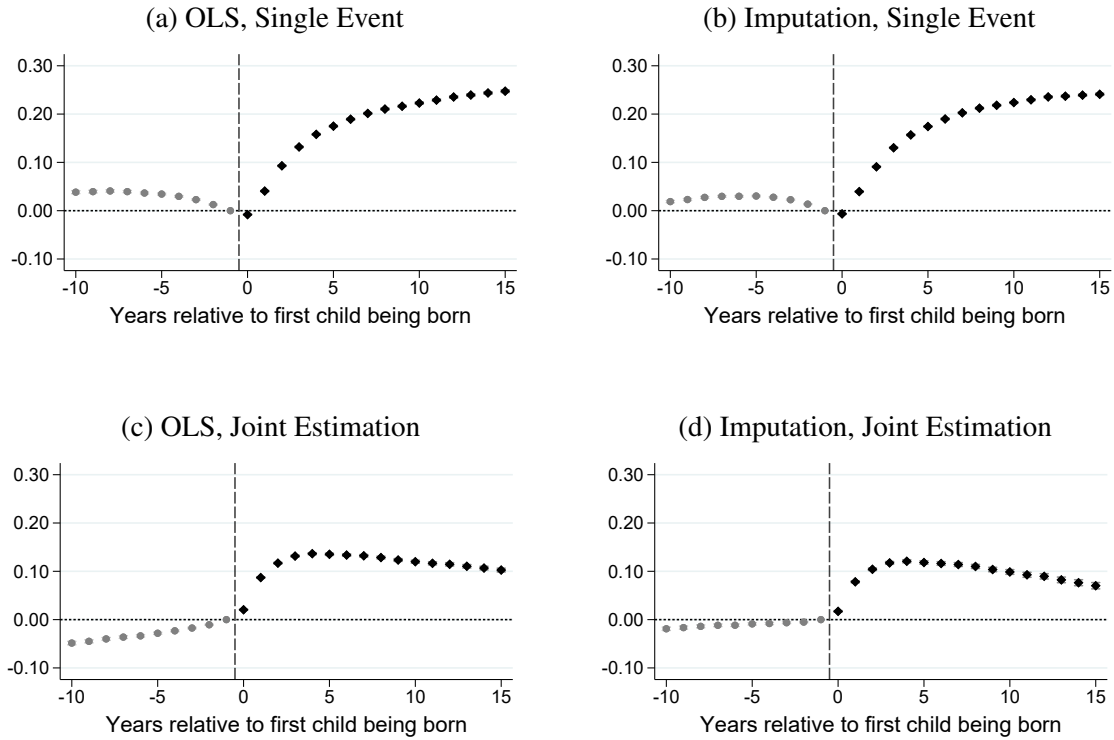 (a) OLS, Single Event
0.30
0.20
0.10
0.00
-0.10
-10 -5 0 5 10 15
Years relative to first child being born
(b) Imputation, Single Event
0.30
0.20
0.10
0.00
-0.10
-10 -5 0 5 10 15
Years relative to first child being born
(c) OLS, Joint Estimation
0.30
0.20
0.10
0.00
-0.10
-10 -5 0 5 10 15
Years relative to first child being born
(d) Imputation, Joint Estimation
0.30
0.20
0.10
0.00
-0.10
-10 -5 0 5 10 15
Years relative to first child being born